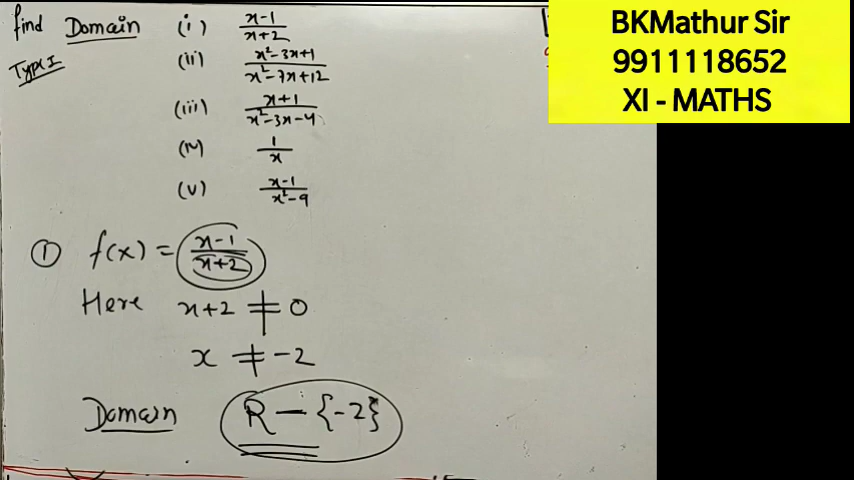 find Domain (i) x-1/x+2
Type I (ii) x²-3x+1/x²-7x+12
(iii) x+1/x²-3x-4
(iv) 1/x
(v) x-1/x²-9
① f(x) = x-1/x+2
Here x+2 ≠ 0
x ≠ -2
Domain R - {-2}
BKMathur Sir
9911118652
XI - MATHS